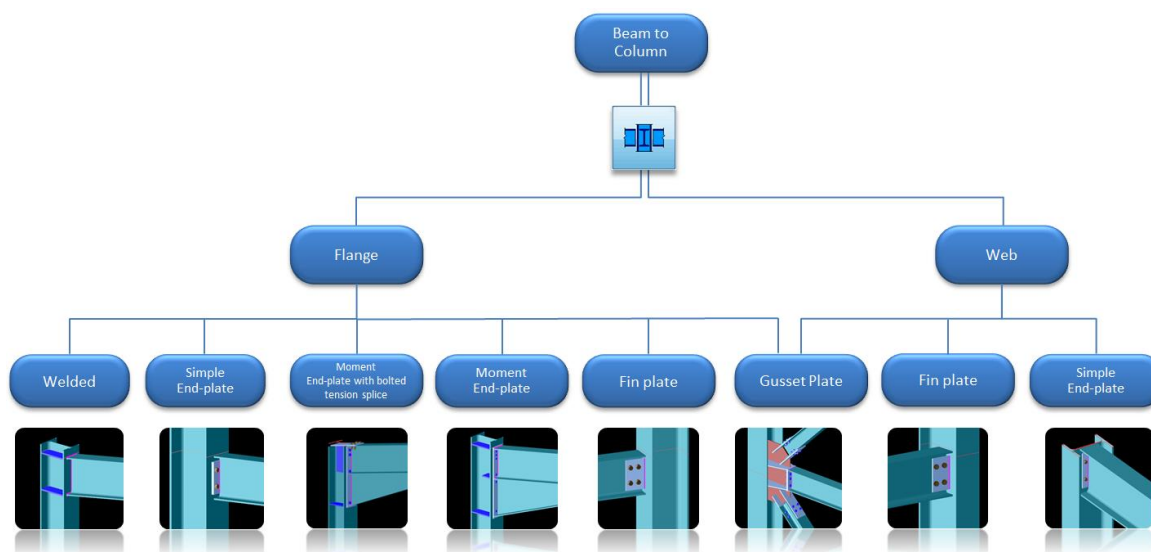 Beam to
Column
Flange
Web
Welded
Simple
End-plate
Moment
End-plate with bolted
tension splice
Moment
End-plate
Fin plate
Gusset Plate
Fin plate
Simple
End-plate